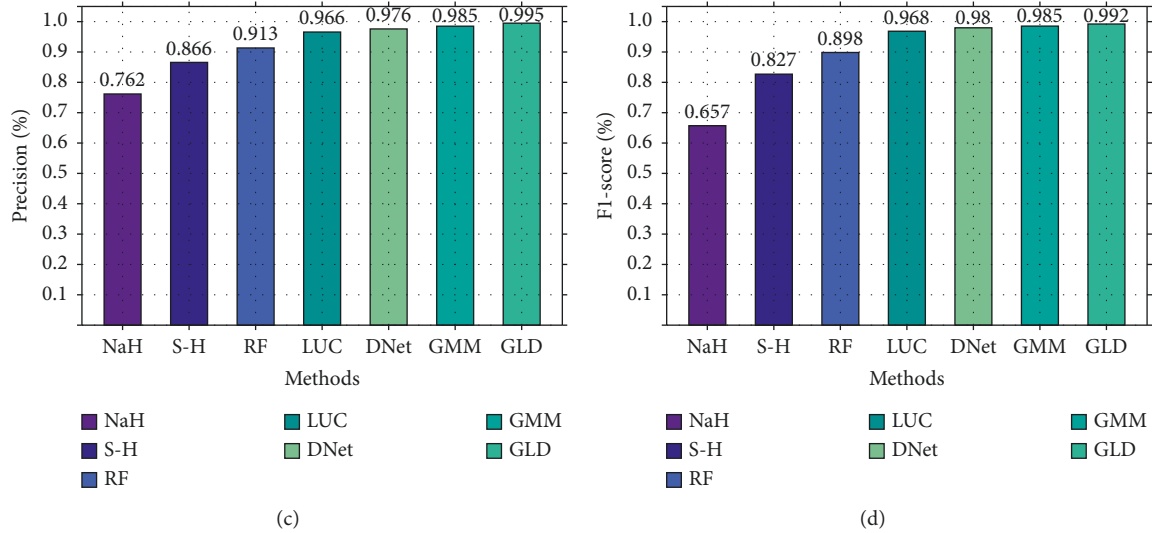 1.0
0.9
0.8
0.7
0.6
0.5
0.4
0.3
0.2
0.1
Precision (%)
0.762
0.866
0.913
0.966
0.976
0.985
0.995
NaH S-H RF LUC DNet GMM GLD
Methods
NaH LUC GMM
S-H DNet GLD
RF
(c)
1.0
0.9
0.8
0.7
0.6
0.5
0.4
0.3
0.2
0.1
F1-score (%)
0.657
0.827
0.898
0.968
0.98
0.985
0.992
NaH S-H RF LUC DNet GMM GLD
Methods
NaH LUC GMM
S-H DNet GLD
RF
(d)